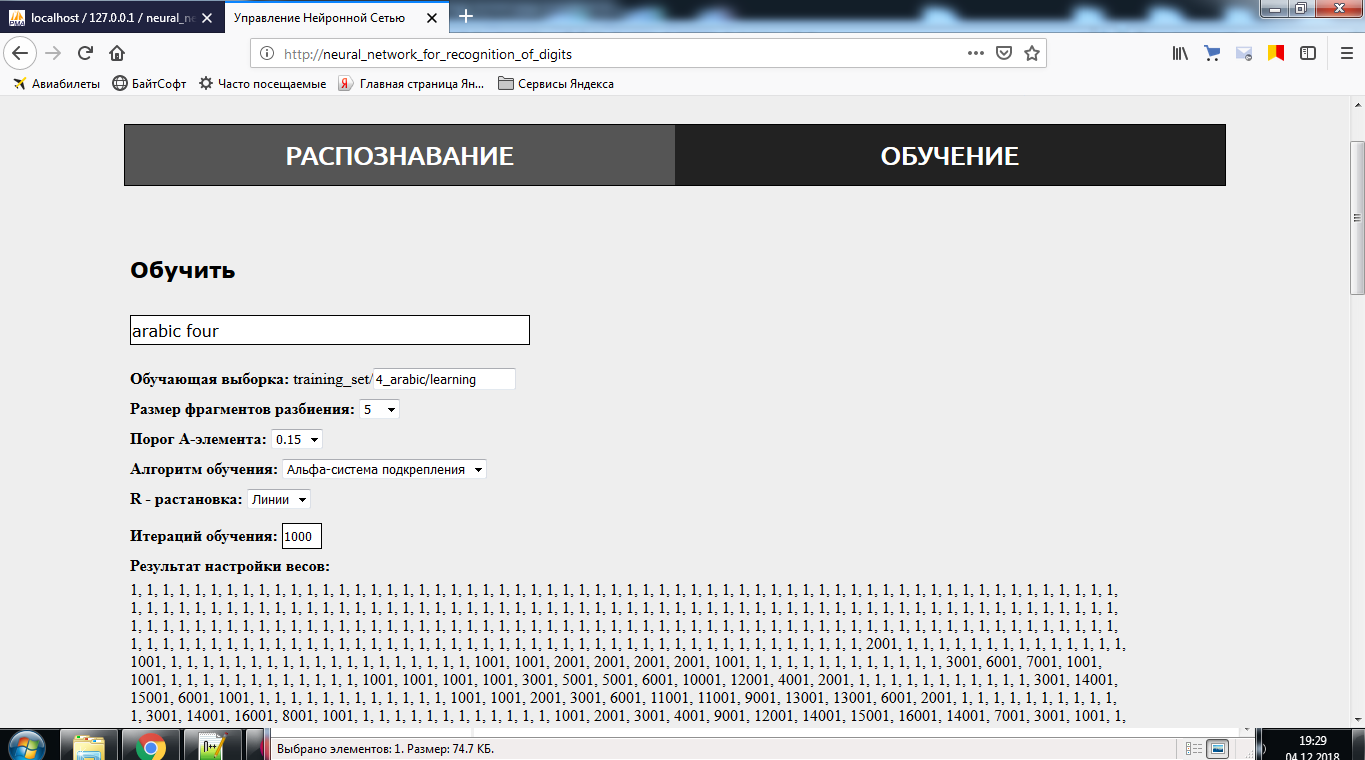 localhost / 127.0.0.1 / neural_ne
Управление Нейронной Сетью
http://neural_network_for_recognition_of_digits
Авиабилеты
БайтСофт
Часто посещаемые
Главная страница Ян...
Сервисы Яндекса
РАСПОЗНАВАНИЕ
ОБУЧЕНИЕ
Обучить
arabic four
Обучающая выборка: training_set/4_arabic/learning
Размер фрагментов разбиения: 5
Порог А-элемента: 0.15
Алгоритм обучения: Альфа-система подкрепления
R - растановка: Линии
Итераций обучения: 1000
Результат настройки весов:
1, 1, 1, 1, 1, 1, 1, 1, 1, 1, 1, 1, 1, 1, 1, 1, 1, 1, 1, 1, 1, 1, 1, 1, 1, 1, 1, 1, 1, 1, 1, 1, 1, 1, 1, 1, 1, 1, 1, 1, 1, 1, 1, 1, 1, 1, 1, 1, 1, 1, 1, 1, 1, 1, 1, 1, 1, 1, 1, 1, 1, 1,
1, 1, 1, 1, 1, 1, 1, 1, 1, 1, 1, 1, 1, 1, 1, 1, 1, 1, 1, 1, 1, 1, 1, 1, 1, 1, 1, 1, 1, 1, 1, 1, 1, 1, 1, 1, 1, 1, 1, 1, 1, 1, 1, 1, 1, 1, 1, 1, 1, 1, 1, 1, 1, 1, 1, 1, 1, 1, 1, 1, 1, 1,
1, 1, 1, 1, 1, 1, 1, 1, 1, 1, 1, 1, 1, 1, 1, 1, 1, 1, 1, 1, 1, 1, 1, 1, 1, 1, 1, 1, 1, 1, 1, 1, 1, 1, 1, 1, 1, 1, 1, 1, 1, 1, 1, 1, 1, 1, 1, 1, 1, 1, 1, 1, 1, 1, 1, 1, 1, 1, 1, 1, 1, 1,
1, 1, 1, 1, 1, 1, 1, 1, 1, 1, 1, 1, 1, 1, 1, 1, 1, 1, 1, 1, 1, 1, 1, 1, 1, 1, 1, 1, 1, 1, 1, 1, 1, 1, 1, 1, 1, 1, 1, 1, 1, 1, 1, 1, 1, 1, 2001, 1, 1, 1, 1, 1, 1, 1, 1, 1, 1, 1, 1, 1, 1,
1001, 1, 1, 1, 1, 1, 1, 1, 1, 1, 1, 1, 1, 1, 1, 1, 1, 1, 1, 1, 1001, 1001, 2001, 2001, 2001, 2001, 1001, 1, 1, 1, 1, 1, 1, 1, 1, 1, 1, 1, 1, 3001, 6001, 7001, 1001,
1001, 1, 1, 1, 1, 1, 1, 1, 1, 1, 1, 1, 1, 1001, 1001, 1001, 1001, 3001, 5001, 5001, 6001, 10001, 12001, 4001, 2001, 1, 1, 1, 1, 1, 1, 1, 1, 1, 1, 1, 3001, 14001,
15001, 6001, 1001, 1, 1, 1, 1, 1, 1, 1, 1, 1, 1, 1, 1, 1001, 1001, 2001, 3001, 6001, 11001, 11001, 9001, 13001, 13001, 6001, 2001, 1, 1, 1, 1, 1, 1, 1, 1, 1, 1,
1, 3001, 14001, 16001, 8001, 1001, 1, 1, 1, 1, 1, 1, 1, 1, 1, 1, 1, 1, 1001, 2001, 3001, 4001, 9001, 12001, 14001, 15001, 16001, 14001, 7001, 3001, 1001, 1,
Выбрано элементов: 1. Размер: 74.7 КБ.
19:29
04.12.2018